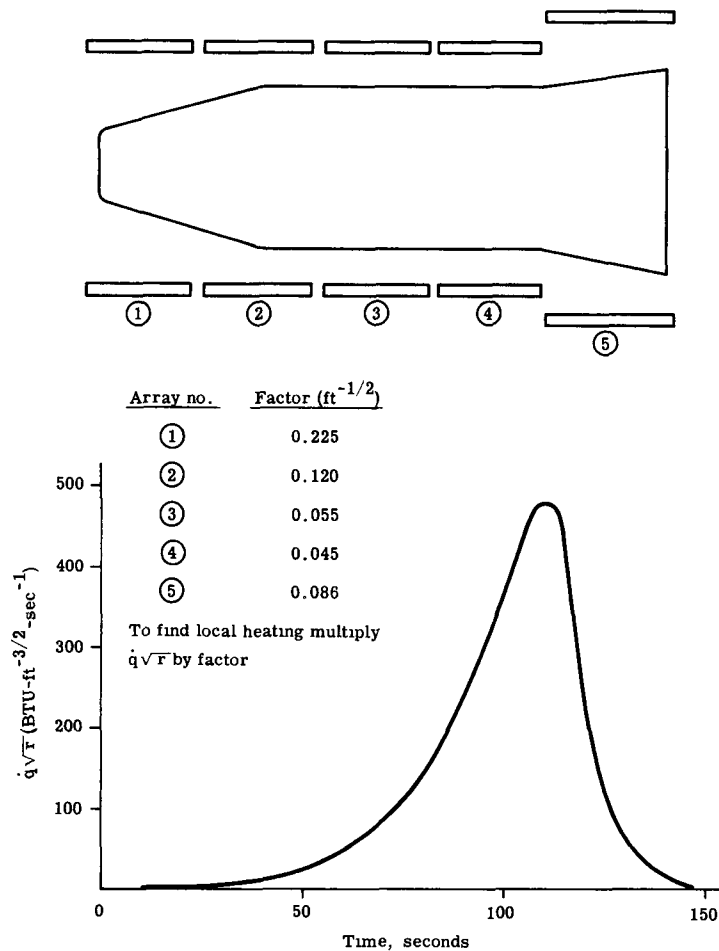 ① ② ③ ④
⑤
Array no. Factor (ft⁻¹/²)
① 0.225
② 0.120
③ 0.055
④ 0.045
⑤ 0.086
To find local heating multiply
q̇√r by factor
500
400
300
200
100
q̇√r (BTU-ft⁻³/²-sec⁻¹)
0 50 100 150
Time, seconds